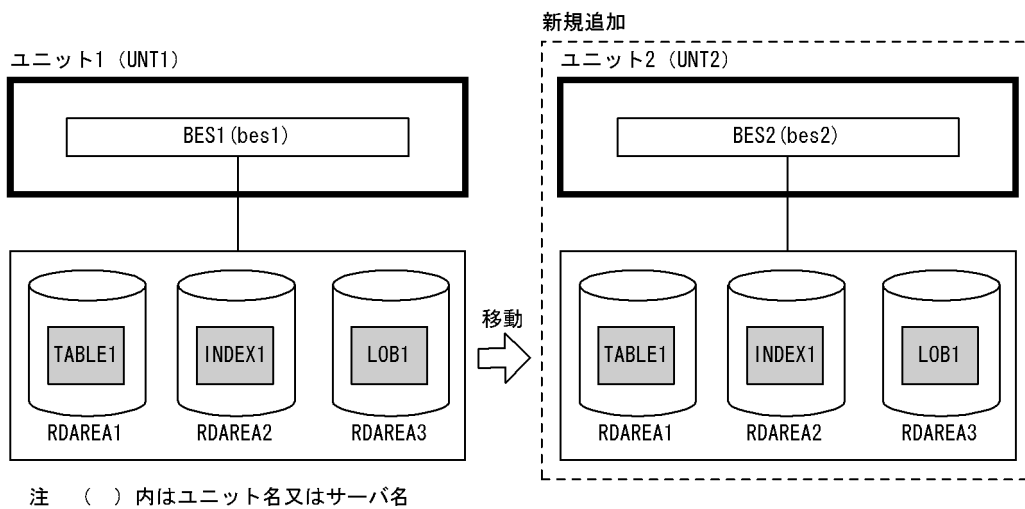 新規追加
ユニット1 (UNT1)
ユニット2 (UNT2)
BES1(bes1)
BES2(bes2)
TABLE1
INDEX1
LOB1
移動
TABLE1
INDEX1
LOB1
RDAREA1
RDAREA2
RDAREA3
RDAREA1
RDAREA2
RDAREA3
注 ( )内はユニット名又はサーバ名